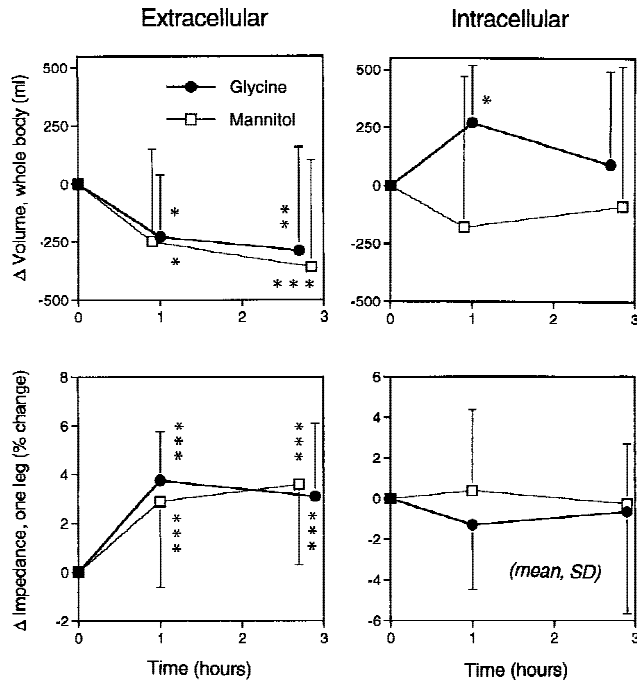 Extracellular
Intracellular
Δ Volume, whole body (ml)
500
250
0
-250
-500
Glycine
Mannitol
*
*
* *
* * *
0 1 2 3
500
250
0
-250
-500
*
0 1 2 3
Δ Impedance, one leg (% change)
8
6
4
2
0
-2
* * *
* * *
* * *
* * *
0 1 2 3
Time (hours)
6
4
2
0
-2
-4
-6
(mean, SD)
0 1 2 3
Time (hours)